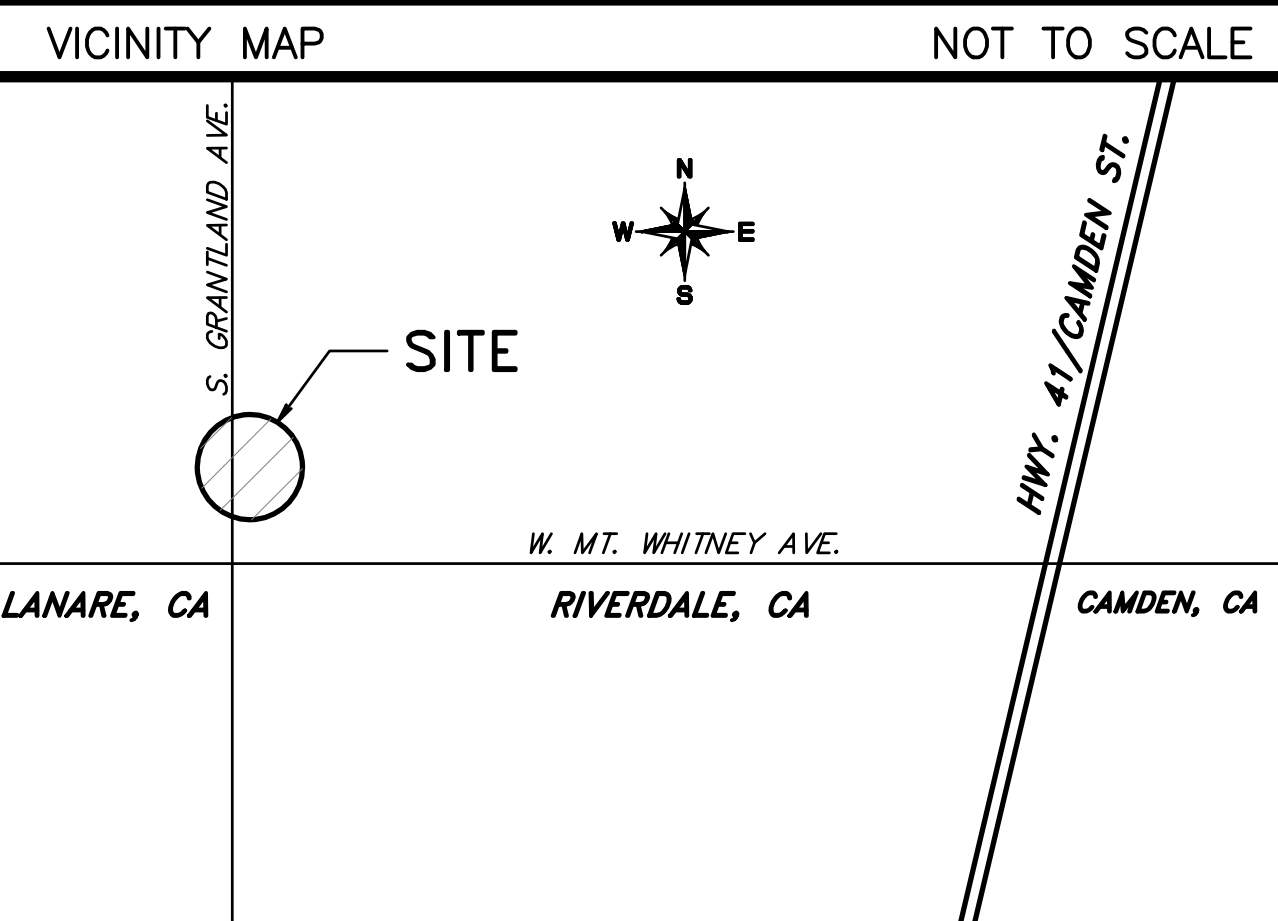 VICINITY MAP
NOT TO SCALE
S. GRANTLAND AVE.
N
W
E
S
HWY. 41/CAMDEN ST.
SITE
W. MT. WHITNEY AVE.
LANARE, CA
RIVERDALE, CA
CAMDEN, CA